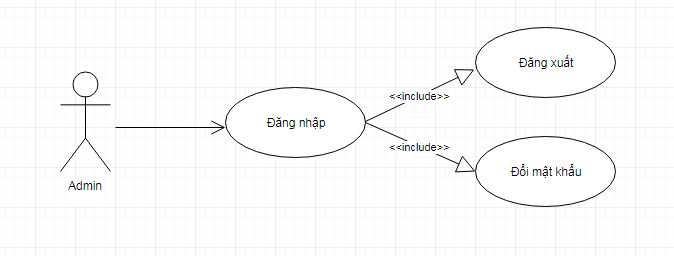 Đăng xuất
<<include>>
Đăng nhập
<<include>>
Đổi mật khẩu
Admin